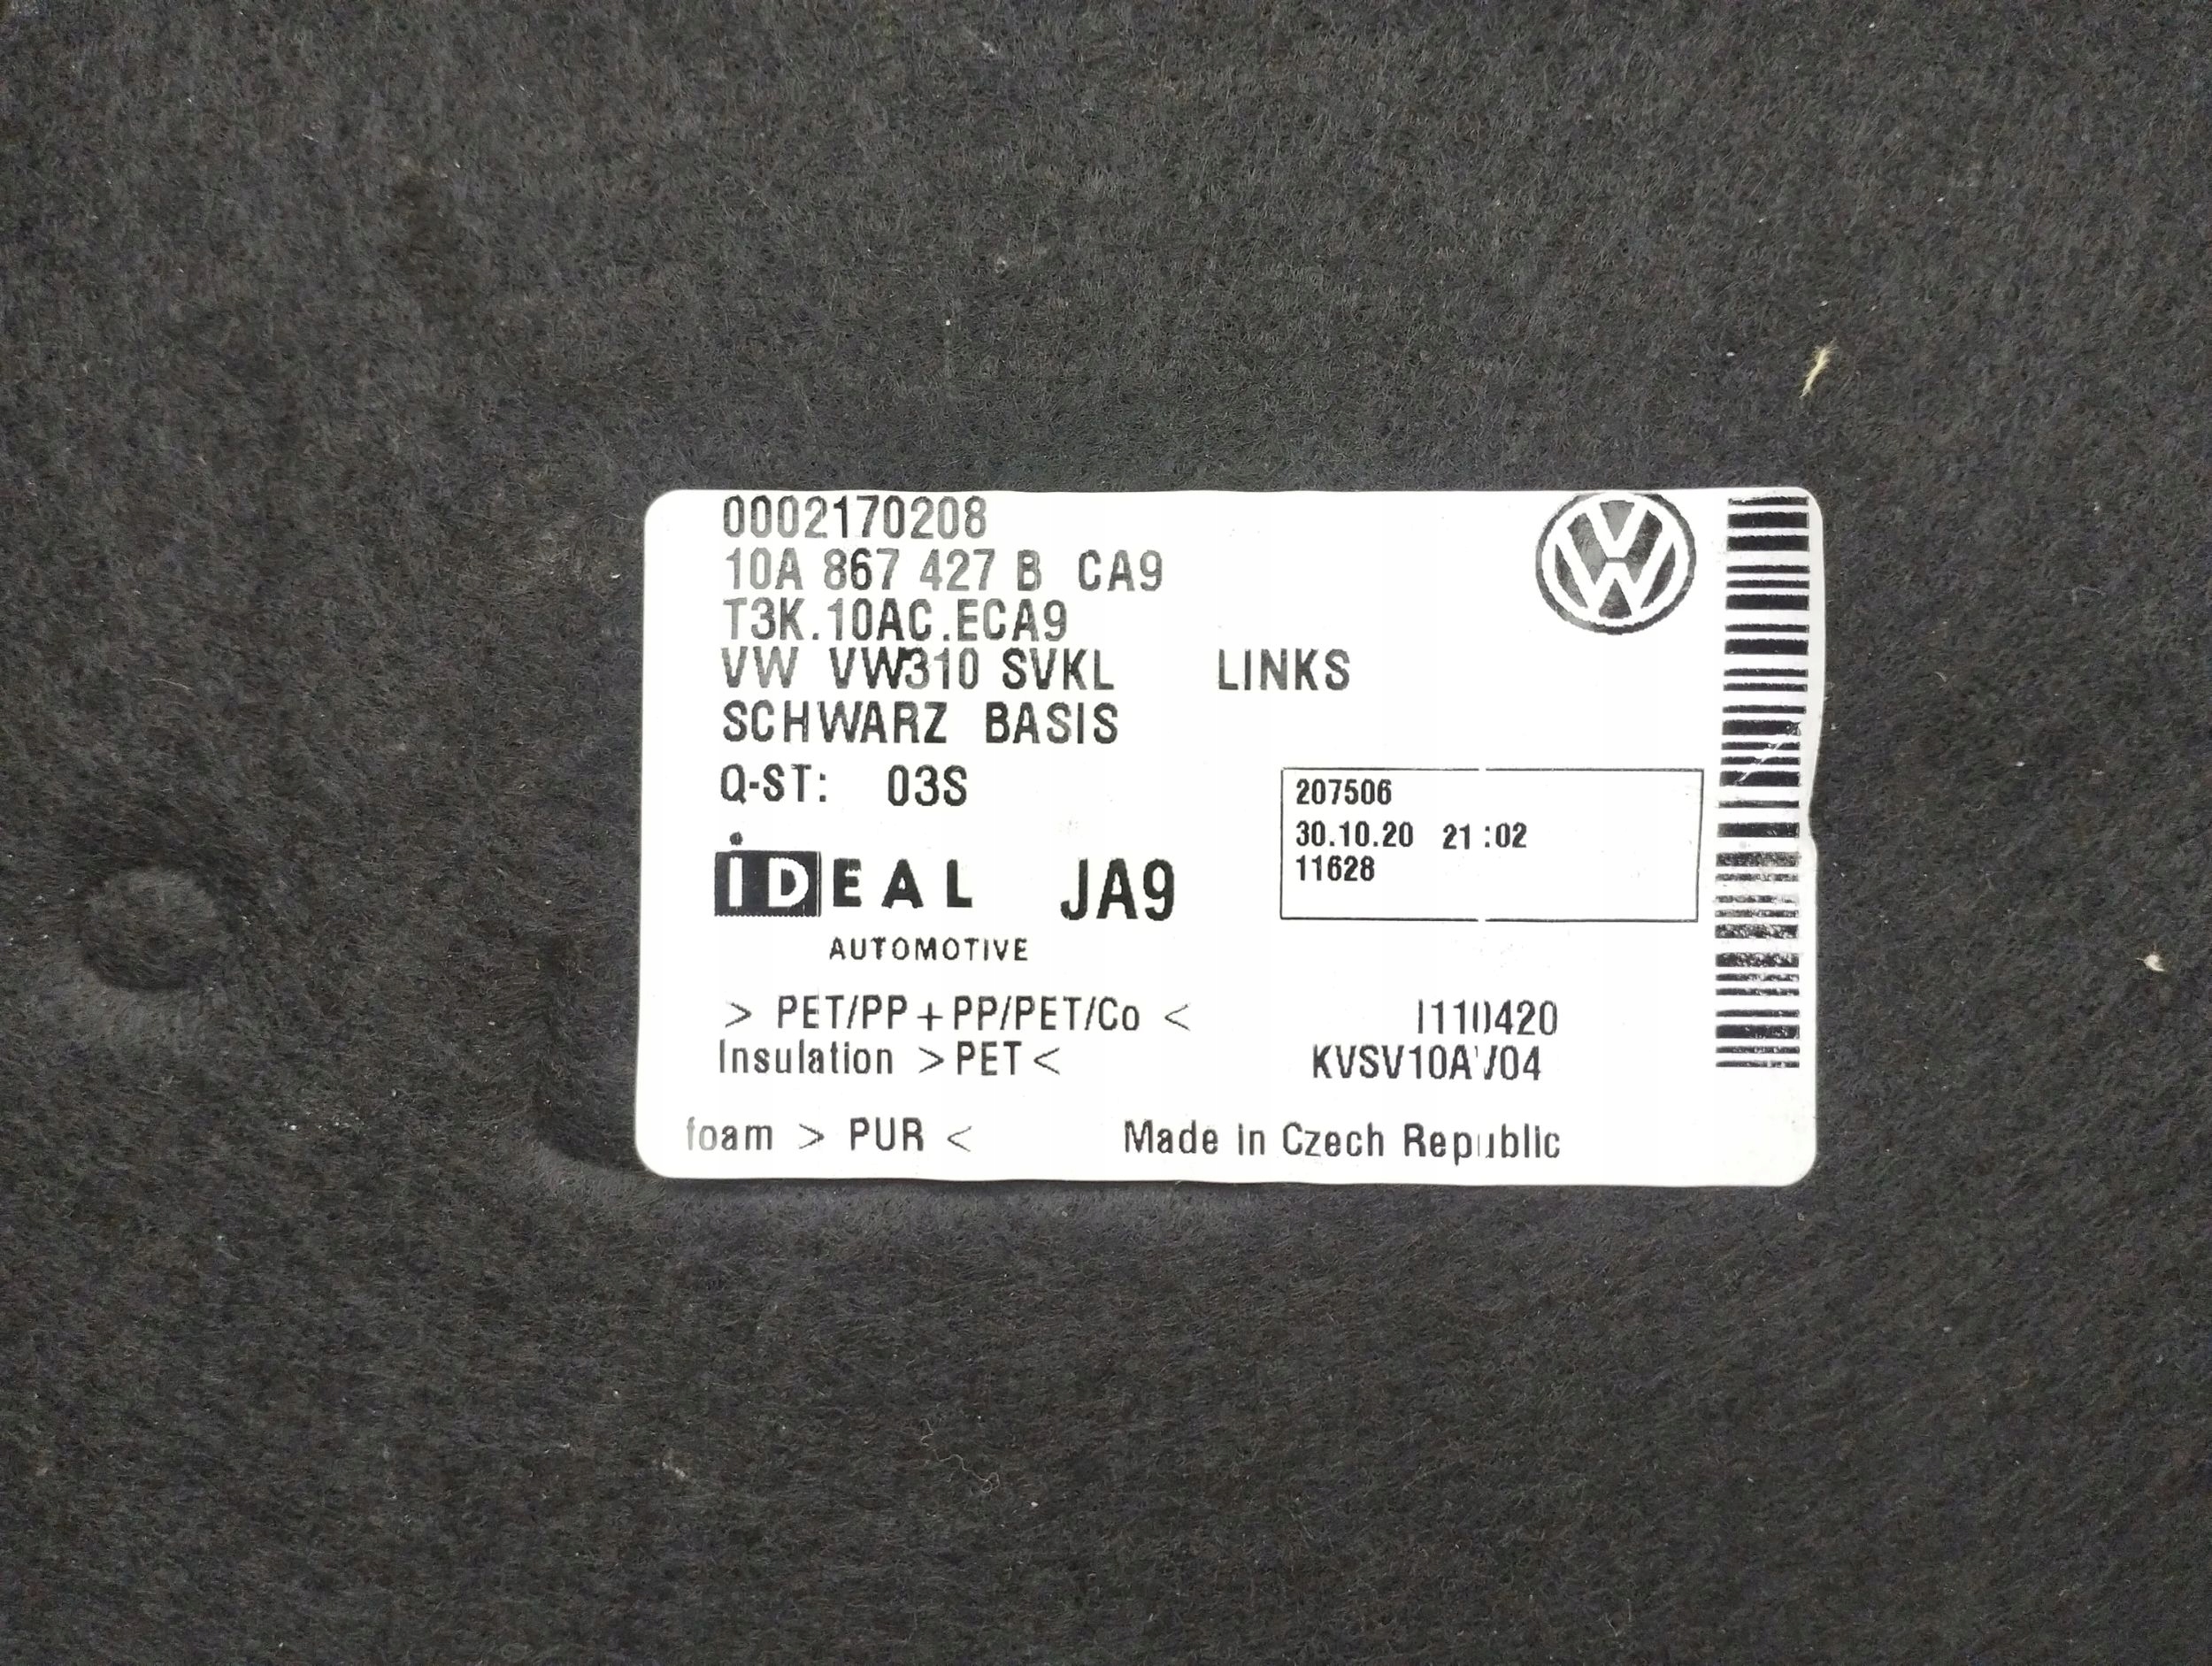 0002170208
10A 867 427 B CA9
T3K.10AC.ECA9
VW VW310 SVKL LINKS
SCHWARZ BASIS
Q-ST: 03S
207506
30.10.20 21:02
11628
iDEAL JA9
AUTOMOTIVE
> PET/PP+PP/PET/Co <
I110420
Insulation >PET<
foam > PUR <
Made in Czech Republic